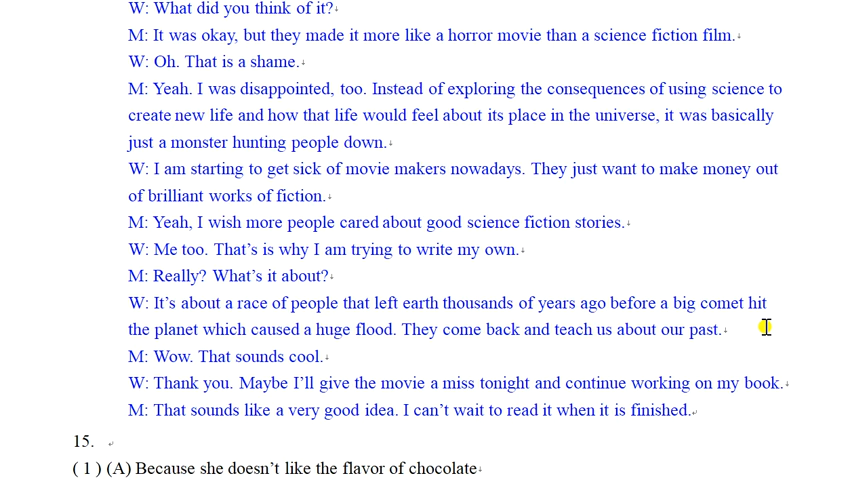 W: What did you think of it?
M: It was okay, but they made it more like a horror movie than a science fiction film.
W: Oh. That is a shame.
M: Yeah. I was disappointed, too. Instead of exploring the consequences of using science to
create new life and how that life would feel about its place in the universe, it was basically
just a monster hunting people down.
W: I am starting to get sick of movie makers nowadays. They just want to make money out
of brilliant works of fiction.
M: Yeah, I wish more people cared about good science fiction stories.
W: Me too. That's is why I am trying to write my own.
M: Really? What's it about?
W: It's about a race of people that left earth thousands of years ago before a big comet hit
the planet which caused a huge flood. They come back and teach us about our past.
M: Wow. That sounds cool.
W: Thank you. Maybe I'll give the movie a miss tonight and continue working on my book.
M: That sounds like a very good idea. I can't wait to read it when it is finished.
15.
( 1 ) (A) Because she doesn't like the flavor of chocolate